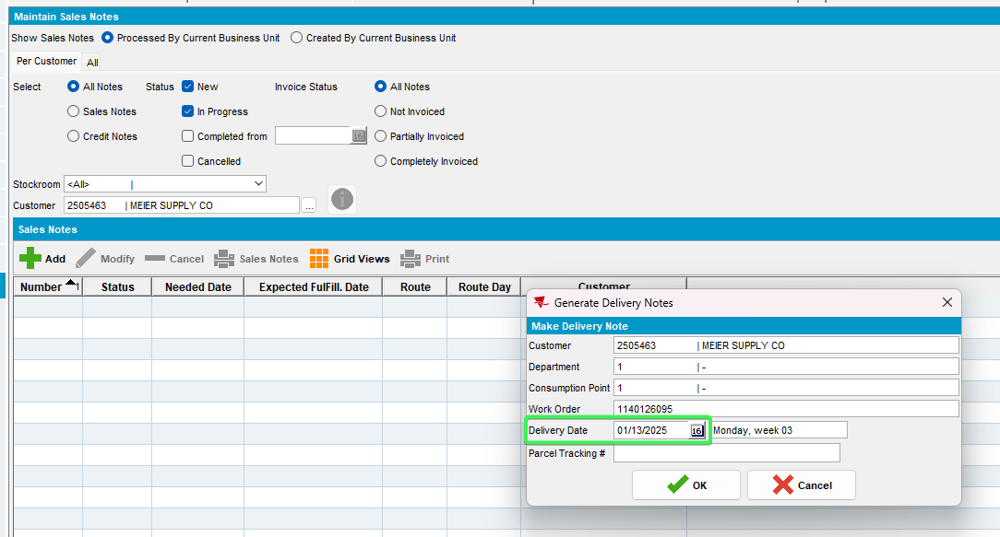 Maintain Sales Notes
Show Sales Notes Processed By Current Business Unit Created By Current Business Unit
Per Customer All
Select All Notes Status New Invoice Status All Notes
Sales Notes In Progress Not Invoiced
Credit Notes Completed from 16 Partially Invoiced
Cancelled Completely Invoiced
Stockroom <All> |
Customer 2505463 | MEIER SUPPLY CO ...
Sales Notes
Add Modify Cancel Sales Notes Grid Views Print
Number 1 Status Needed Date Expected FulFill. Date Route Route Day Customer
Generate Delivery Notes
Make Delivery Note
Customer 2505463 | MEIER SUPPLY CO
Department 1 | -
Consumption Point 1 | -
Work Order 1140126095
Delivery Date 01/13/2025 16 Monday, week 03
Parcel Tracking #
OK Cancel